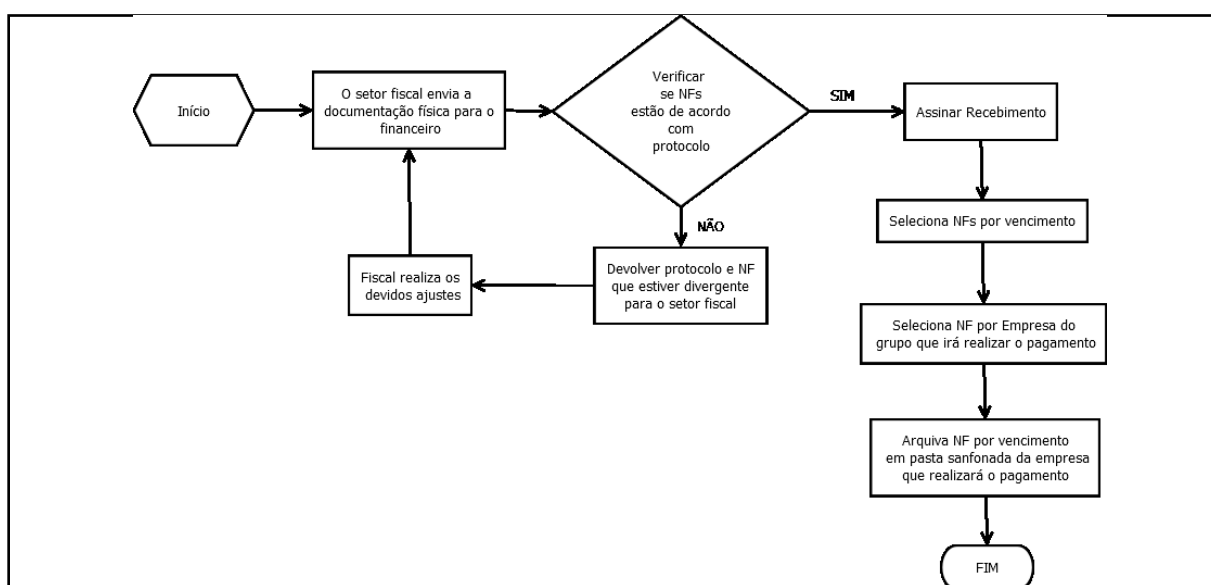 Início
O setor fiscal envia a
documentação física para o
financeiro
Verificar
se NFs
estão de acordo
com
protocolo
SIM
Assinar Recebimento
NÃO
Seleciona NFs por vencimento
Fiscal realiza os
devidos ajustes
Devolver protocolo e NF
que estiver divergente
para o setor fiscal
Seleciona NF por Empresa do
grupo que irá realizar o pagamento
Arquiva NF por vencimento
em pasta sanfonada da empresa
que realizará o pagamento
FIM